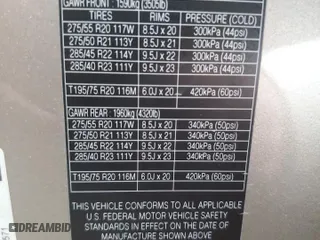 GAWR FRONT : 1590kg (3505lb)
TIRES RIMS PRESSURE (COLD)
275/55 R20 117W 8.5J x 20 300kPa (44psi)
275/50 R21 113Y 8.5J x 21 300kPa (44psi)
285/45 R22 114Y 9.5J x 22 300kPa (44psi)
285/40 R23 111Y 9.5J x 23 300kPa (44psi)
T195/75 R20 116M 6.0J x 20 420kPa (60psi)
GAWR REAR : 1960kg (4320lb)
275/55 R20 117W 8.5J x 20 340kPa (50psi)
275/50 R21 113Y 8.5J x 21 340kPa (50psi)
285/45 R22 114Y 9.5J x 22 340kPa (50psi)
285/40 R23 111Y 9.5J x 23 340kPa (50psi)
T195/75 R20 116M 6.0J x 20 420kPa (60psi)
THIS VEHICLE CONFORMS TO ALL APPLICABLE
U.S. FEDERAL MOTOR VEHICLE SAFETY
STANDARDS IN EFFECT ON THE DATE OF
MANUFACTURE SHOWN ABOVE
DREAMBID